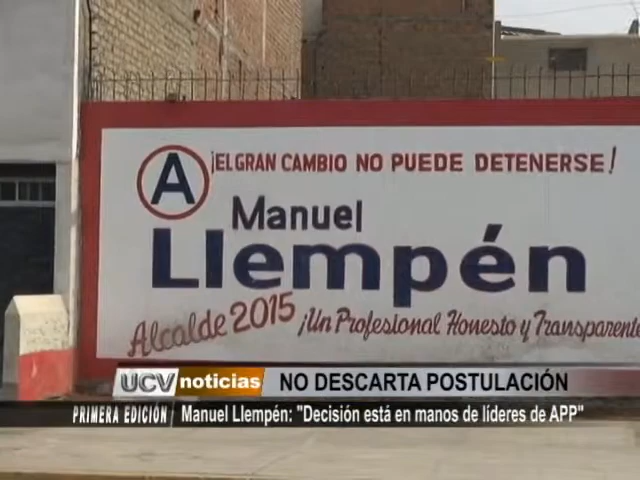 A
¡EL GRAN CAMBIO NO PUEDE DETENERSE!
Manuel
Llempén
Alcalde 2015 ¡Un Profesional Honesto y Transparente
UCV noticias NO DESCARTA POSTULACIÓN
PRIMERA EDICIÓN Manuel Llempén: "Decisión está en manos de líderes de APP"